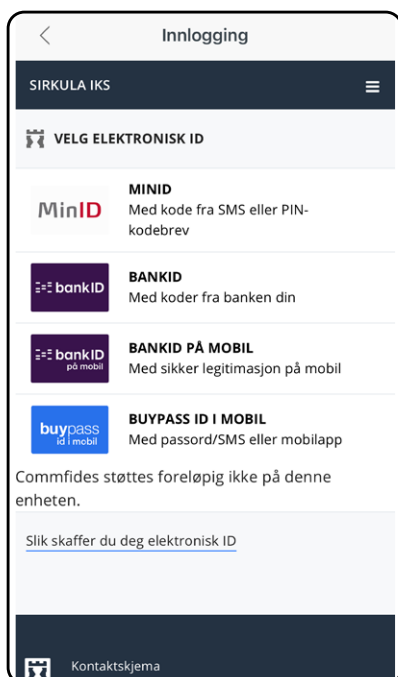 Innlogging
SIRKULA IKS
VELG ELEKTRONISK ID
MinID
MINID
Med kode fra SMS eller PIN-
kodebrev
bankID
BANKID
Med koder fra banken din
bankID
på mobil
BANKID PÅ MOBIL
Med sikker legitimasjon på mobil
buypass
id i mobil
BUYPASS ID I MOBIL
Med passord/SMS eller mobilapp
Commfides støttes foreløpig ikke på denne
enheten.
Slik skaffer du deg elektronisk ID
Kontaktskjema